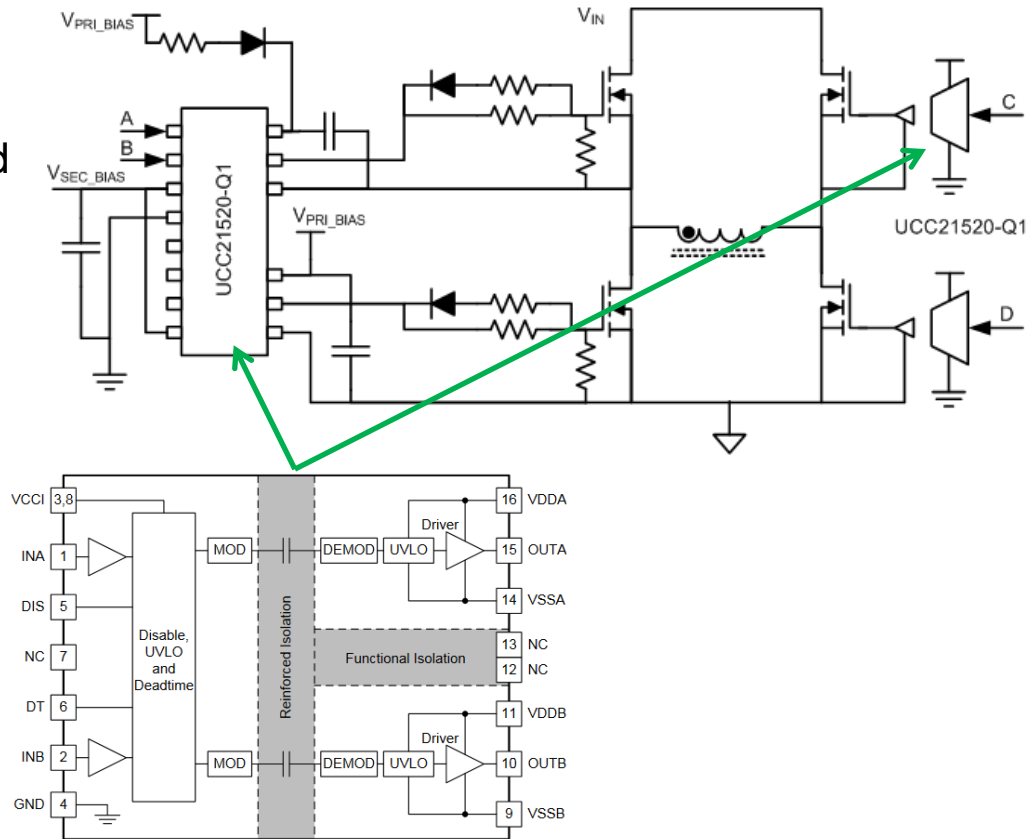 VPRI_BIAS
VIN
A
B
C
d
VSEC_BIAS
UCC21520-Q1
VPRI_BIAS
UCC21520-Q1
D
VCCI 3,8
16 VDDA
Driver
INA 1
MOD
DEMOD
UVLO
15 OUTA
DIS 5
14 VSSA
NC 7
Disable,
UVLO
and
Deadtime
Reinforced Isolation
Functional Isolation
13 NC
12 NC
DT 6
11 VDDB
Driver
INB 2
MOD
DEMOD
UVLO
10 OUTB
GND 4
9 VSSB